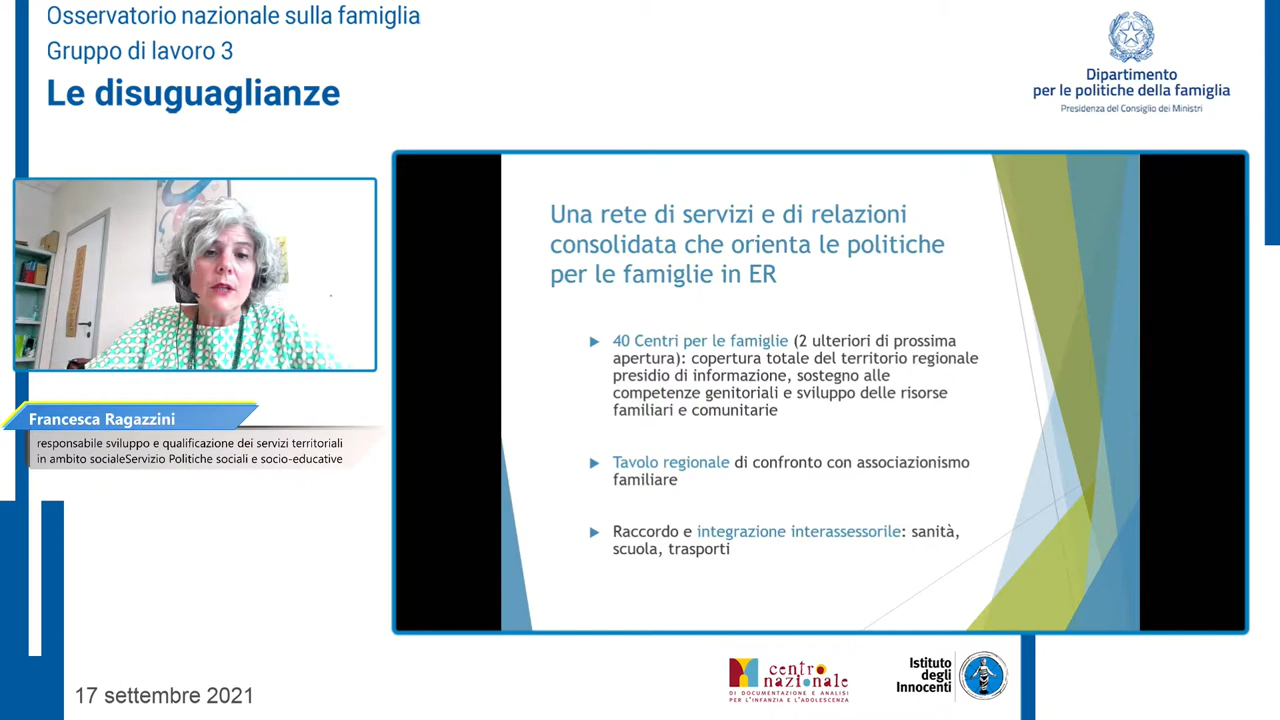 Osservatorio nazionale sulla famiglia
Gruppo di lavoro 3
Le disuguaglianze
Dipartimento
per le politiche della famiglia
Presidenza del Consiglio dei Ministri
Una rete di servizi e di relazioni
consolidata che orienta le politiche
per le famiglie in ER
40 Centri per le famiglie (2 ulteriori di prossima
apertura): copertura totale del territorio regionale
presidio di informazione, sostegno alle
competenze genitoriali e sviluppo delle risorse
familiari e comunitarie
Tavolo regionale di confronto con associazionismo
familiare
Raccordo e integrazione interassessorile: sanità,
scuola, trasporti
Francesca Ragazzini
responsabile sviluppo e qualificazione dei servizi territoriali
in ambito socialeServizio Politiche sociali e socio-educative
17 settembre 2021
centro
nazionale
DI DOCUMENTAZIONE E ANALISI
PER L'INFANZIA E L'ADOLESCENZA
Istituto
degli
Innocenti